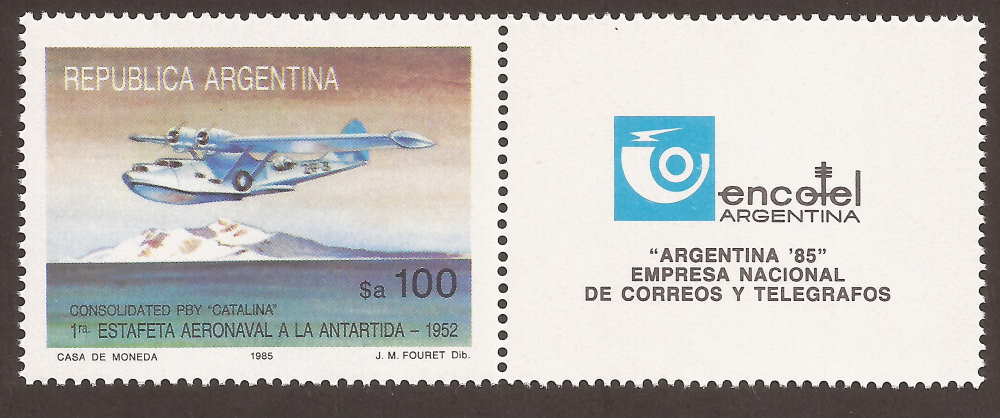 REPUBLICA ARGENTINA
$a 100
CONSOLIDATED PBY "CATALINA"
1ra. ESTAFETA AERONAVAL A LA ANTARTIDA – 1952
CASA DE MONEDA 1985 J. M. FOURET Dib.
encotel
ARGENTINA
"ARGENTINA '85"
EMPRESA NACIONAL
DE CORREOS Y TELEGRAFOS